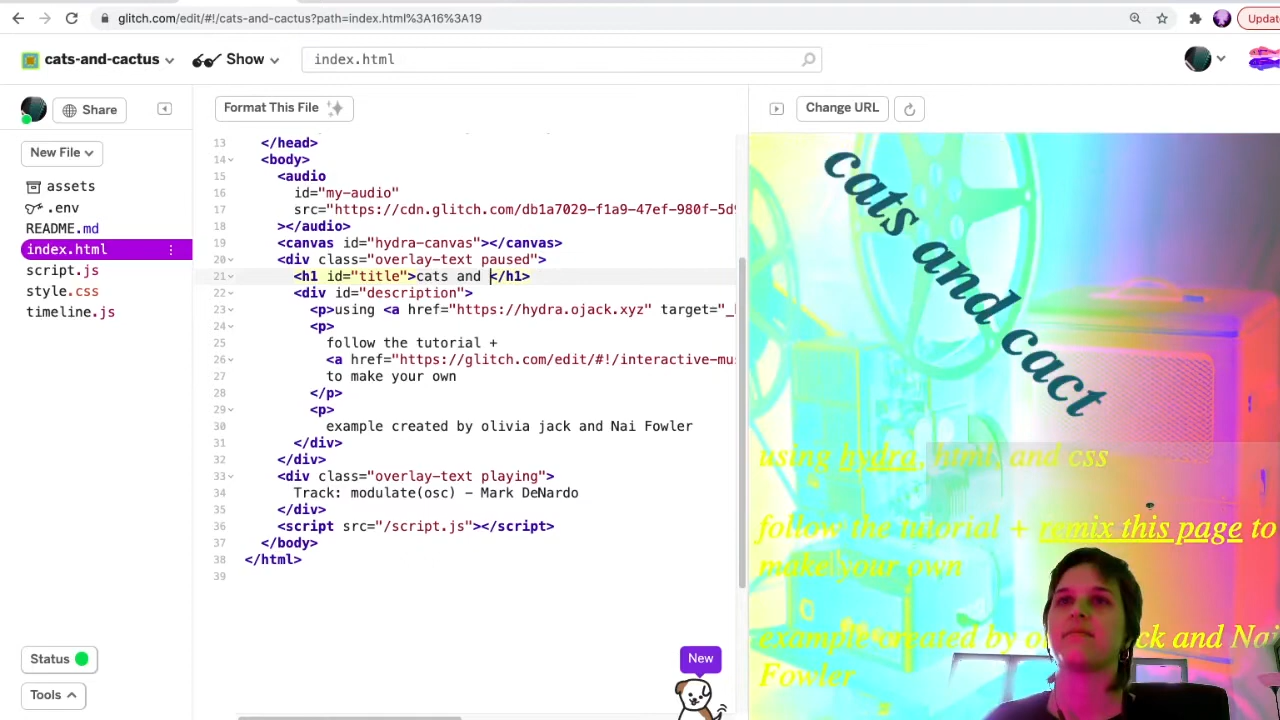 glitch.com/edit/#!/cats-and-cactus?path=index.html%3A16%3A19
Update
cats-and-cactus
Show
index.html
Share
Format This File
Change URL
New File
assets
.env
README.md
index.html
script.js
style.css
timeline.js
13 </head>
14 <body>
15 <audio
16 id="my-audio"
17 src="https://cdn.glitch.com/db1a7029-f1a9-47ef-980f-5d9
18 ></audio>
19 <canvas id="hydra-canvas"></canvas>
20 <div class="overlay-text paused">
21 <h1 id="title">cats and </h1>
22 <div id="description">
23 <p>using <a href="https://hydra.ojack.xyz" target="_
24 <p>
25 follow the tutorial +
26 <a href="https://glitch.com/edit/#!/interactive-mu
27 to make your own
28 </p>
29 <p>
30 example created by olivia jack and Nai Fowler
31 </div>
32 </div>
33 <div class="overlay-text playing">
34 Track: modulate(osc) - Mark DeNardo
35 </div>
36 <script src="/script.js"></script>
37 </body>
38 </html>
39
cats and cact
using hydra, html, and css
follow the tutorial + remix this page to
make your own
example created by ck and Nai
Fowler
Status
Tools
New